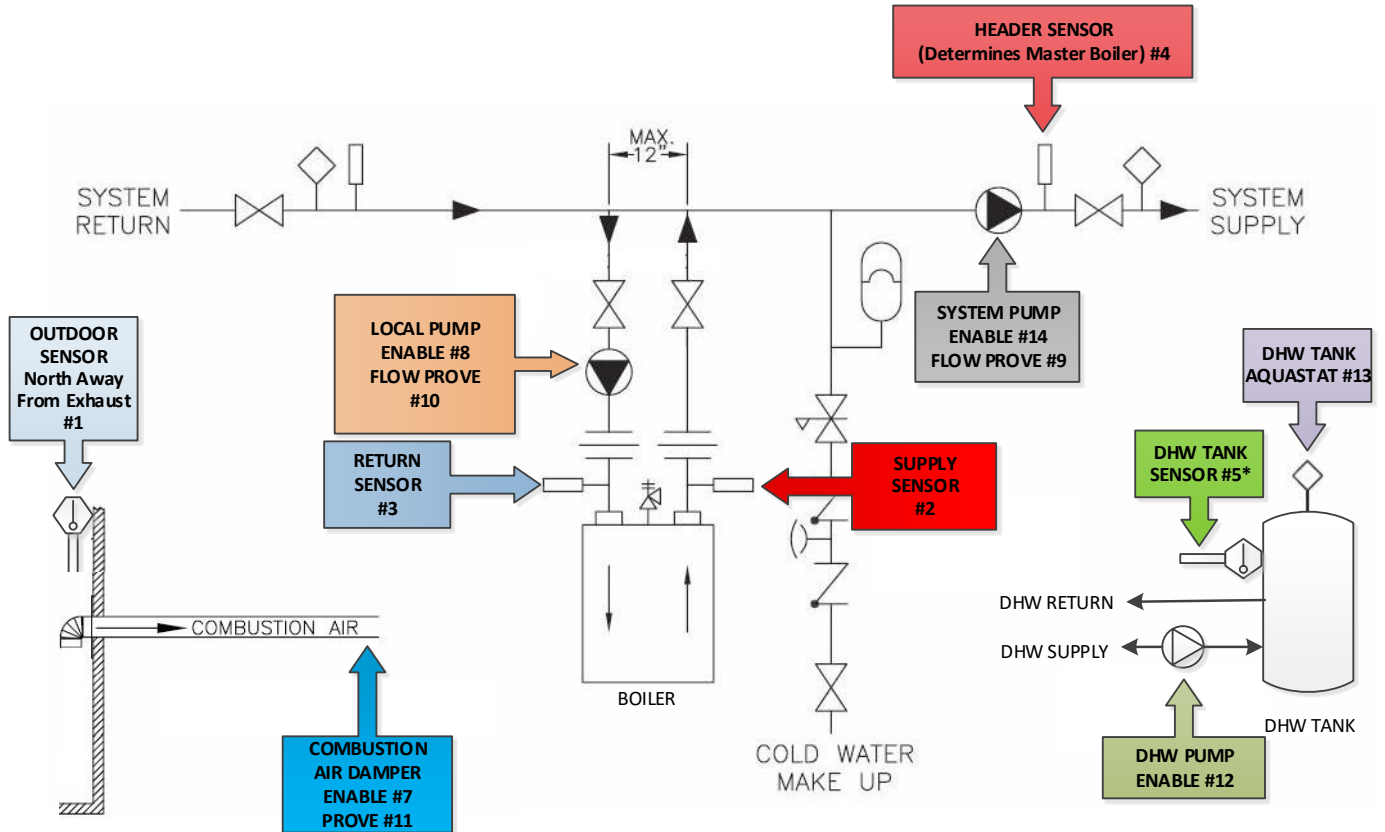 HEADER SENSOR
(Determines Master Boiler) #4
MAX.
12"
SYSTEM
RETURN
SYSTEM
SUPPLY
OUTDOOR
SENSOR
North Away
From Exhaust
#1
LOCAL PUMP
ENABLE #8
FLOW PROVE
#10
SYSTEM PUMP
ENABLE #14
FLOW PROVE #9
DHW TANK
AQUASTAT #13
RETURN
SENSOR
#3
SUPPLY
SENSOR
#2
DHW TANK
SENSOR #5*
DHW RETURN
COMBUSTION AIR
DHW SUPPLY
BOILER
DHW TANK
COMBUSTION
AIR DAMPER
ENABLE #7
PROVE #11
COLD WATER
MAKE UP
DHW PUMP
ENABLE #12